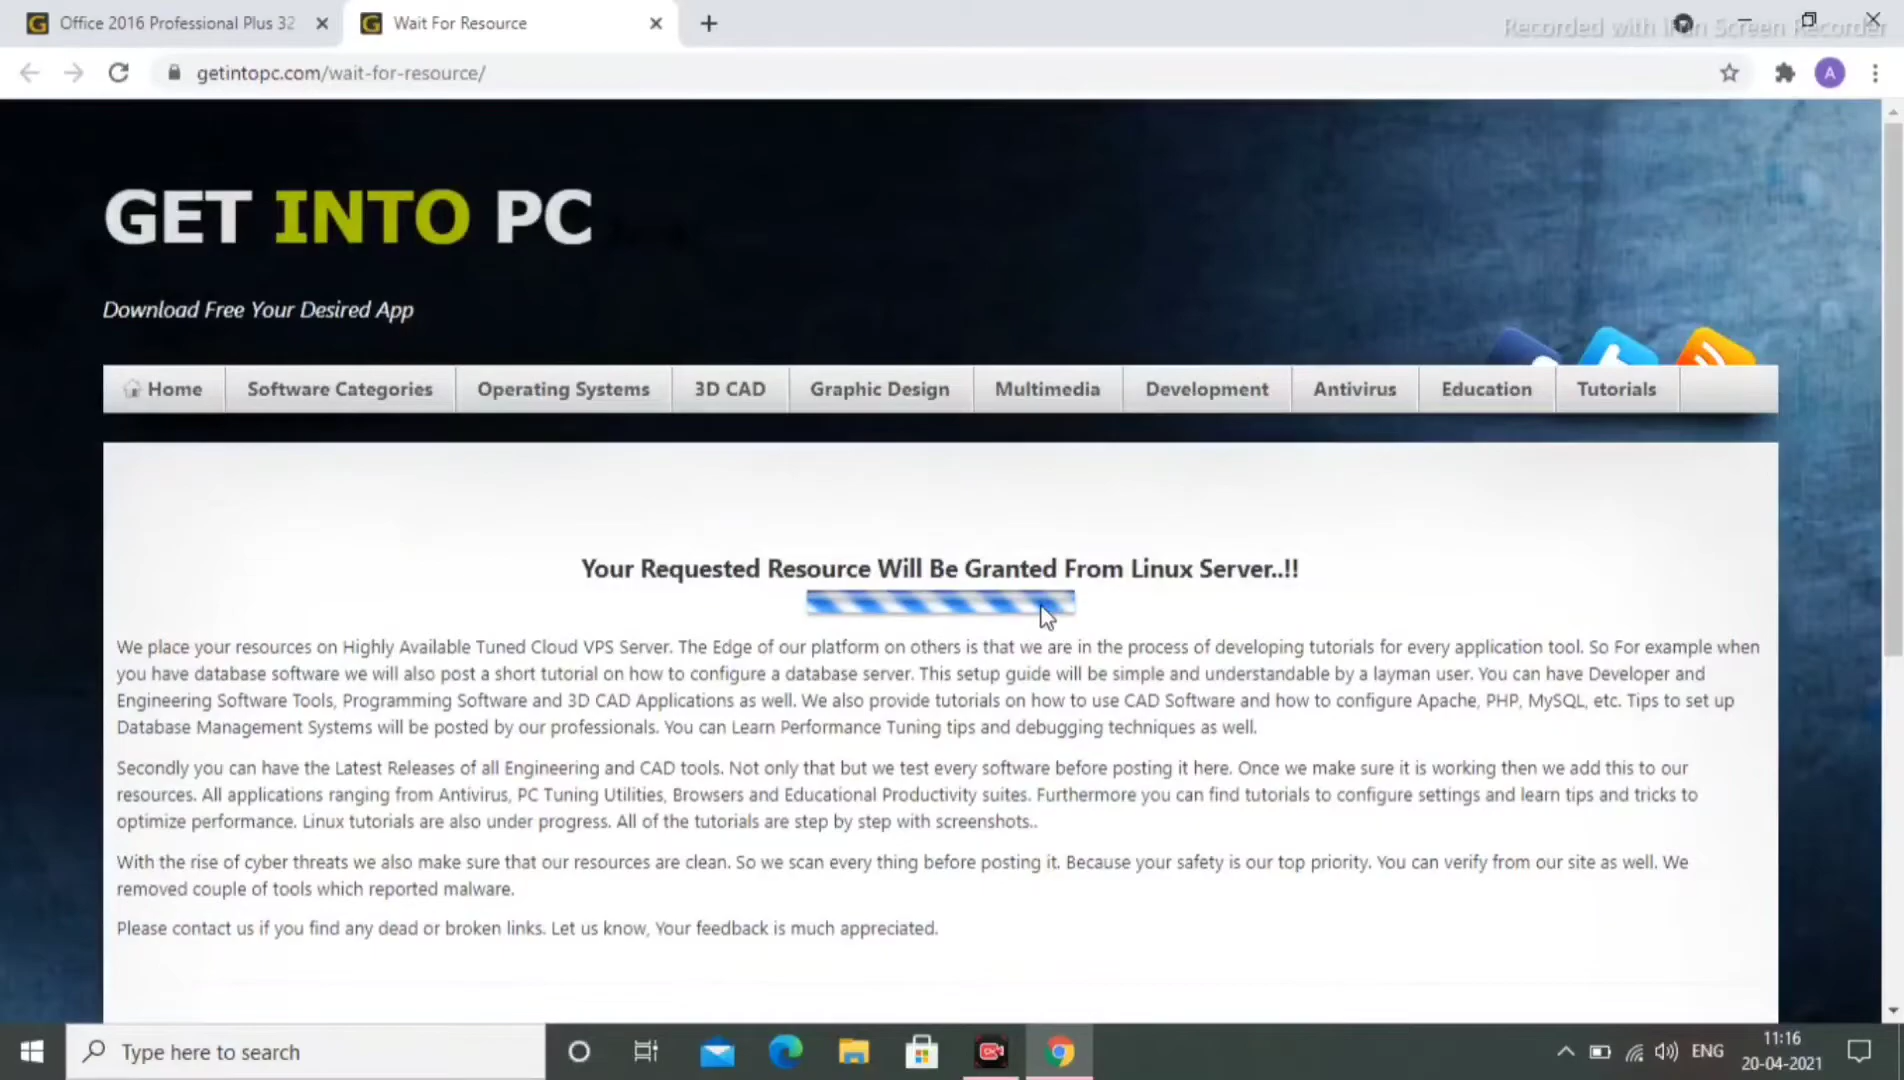 Office 2016 Professional Plus 32
Wait For Resource
Recorded with iFun Screen Recorder
getintopc.com/wait-for-resource/
A
GET INTO PC
Download Free Your Desired App
Home
Software Categories
Operating Systems
3D CAD
Graphic Design
Multimedia
Development
Antivirus
Education
Tutorials
Your Requested Resource Will Be Granted From Linux Server..!!
We place your resources on Highly Available Tuned Cloud VPS Server. The Edge of our platform on others is that we are in the process of developing tutorials for every application tool. So For example when
you have database software we will also post a short tutorial on how to configure a database server. This setup guide will be simple and understandable by a layman user. You can have Developer and
Engineering Software Tools, Programming Software and 3D CAD Applications as well. We also provide tutorials on how to use CAD Software and how to configure Apache, PHP, MySQL, etc. Tips to set up
Database Management Systems will be posted by our professionals. You can Learn Performance Tuning tips and debugging techniques as well.
Secondly you can have the Latest Releases of all Engineering and CAD tools. Not only that but we test every software before posting it here. Once we make sure it is working then we add this to our
resources. All applications ranging from Antivirus, PC Tuning Utilities, Browsers and Educational Productivity suites. Furthermore you can find tutorials to configure settings and learn tips and tricks to
optimize performance. Linux tutorials are also under progress. All of the tutorials are step by step with screenshots..
With the rise of cyber threats we also make sure that our resources are clean. So we scan every thing before posting it. Because your safety is our top priority. You can verify from our site as well. We
removed couple of tools which reported malware.
Please contact us if you find any dead or broken links. Let us know, Your feedback is much appreciated.
Type here to search
ENG
11:16
20-04-2021